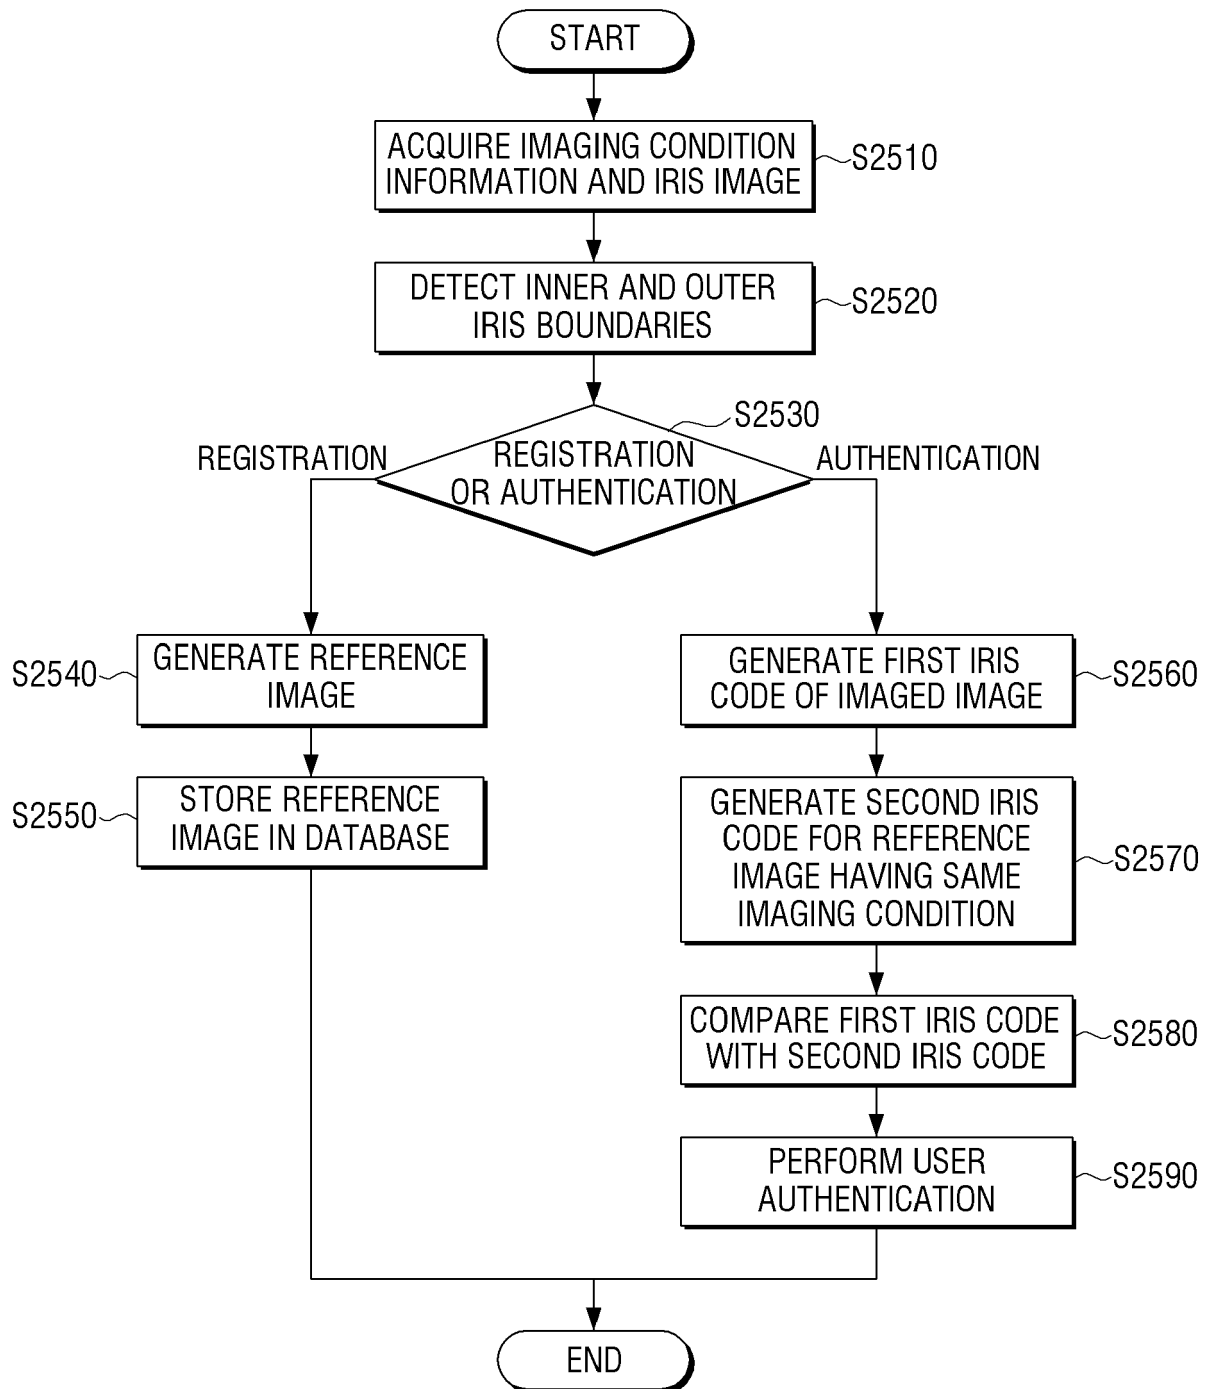 START
ACQUIRE IMAGING CONDITION
INFORMATION AND IRIS IMAGE
S2510
DETECT INNER AND OUTER
IRIS BOUNDARIES
S2520
S2530
REGISTRATION
REGISTRATION
OR AUTHENTICATION
AUTHENTICATION
S2540
GENERATE REFERENCE
IMAGE
S2550
STORE REFERENCE
IMAGE IN DATABASE
GENERATE FIRST IRIS
CODE OF IMAGED IMAGE
S2560
GENERATE SECOND IRIS
CODE FOR REFERENCE
IMAGE HAVING SAME
IMAGING CONDITION
S2570
COMPARE FIRST IRIS CODE
WITH SECOND IRIS CODE
S2580
PERFORM USER
AUTHENTICATION
S2590
END